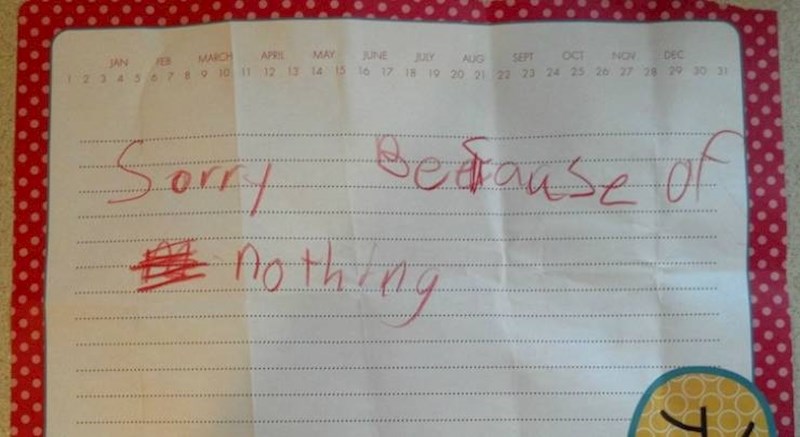 JAN FEB MARCH APRIL MAY JUNE JULY AUG SEPT OCT NOV DEC
1 2 3 4 5 6 7 8 9 10 11 12 13 14 15 16 17 18 19 20 21 22 23 24 25 26 27 28 29 30 31
Sorry Because of
nothing